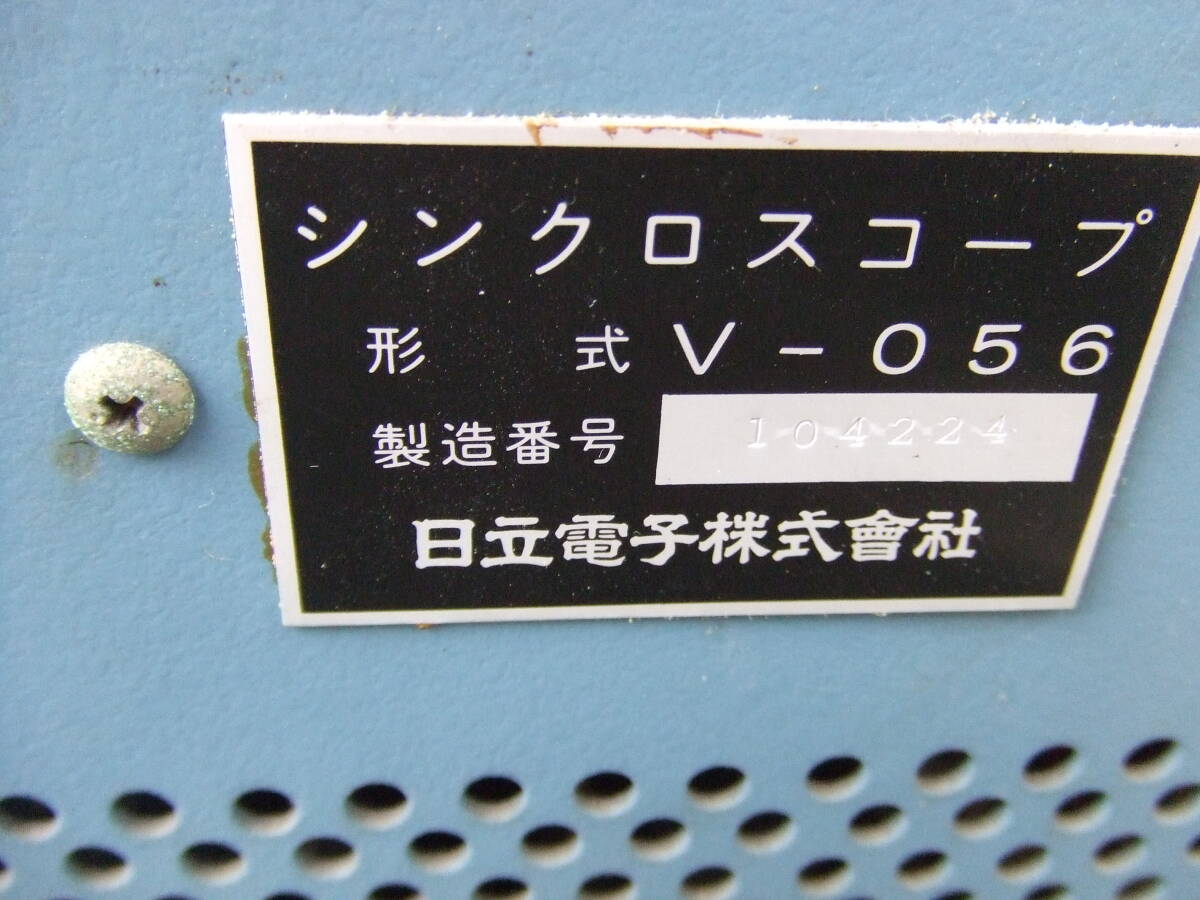 シンクロスコープ
形式 V-056
製造番号 104224
日立電子株式會社